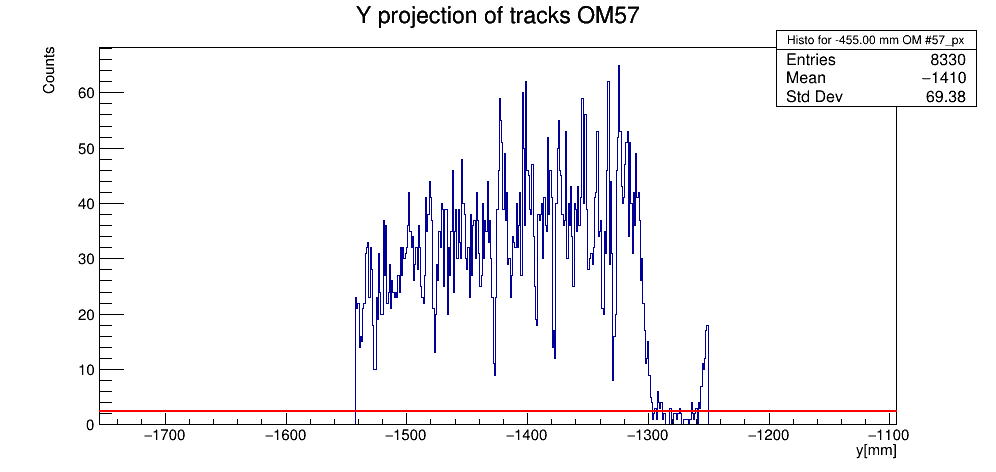 Y projection of tracks OM57
Histo for -455.00 mm OM #57_px
Entries 8330
Mean −1410
Std Dev 69.38
Counts
60
50
40
30
20
10
0
−1700 −1600 −1500 −1400 −1300 −1200 −1100
y[mm]